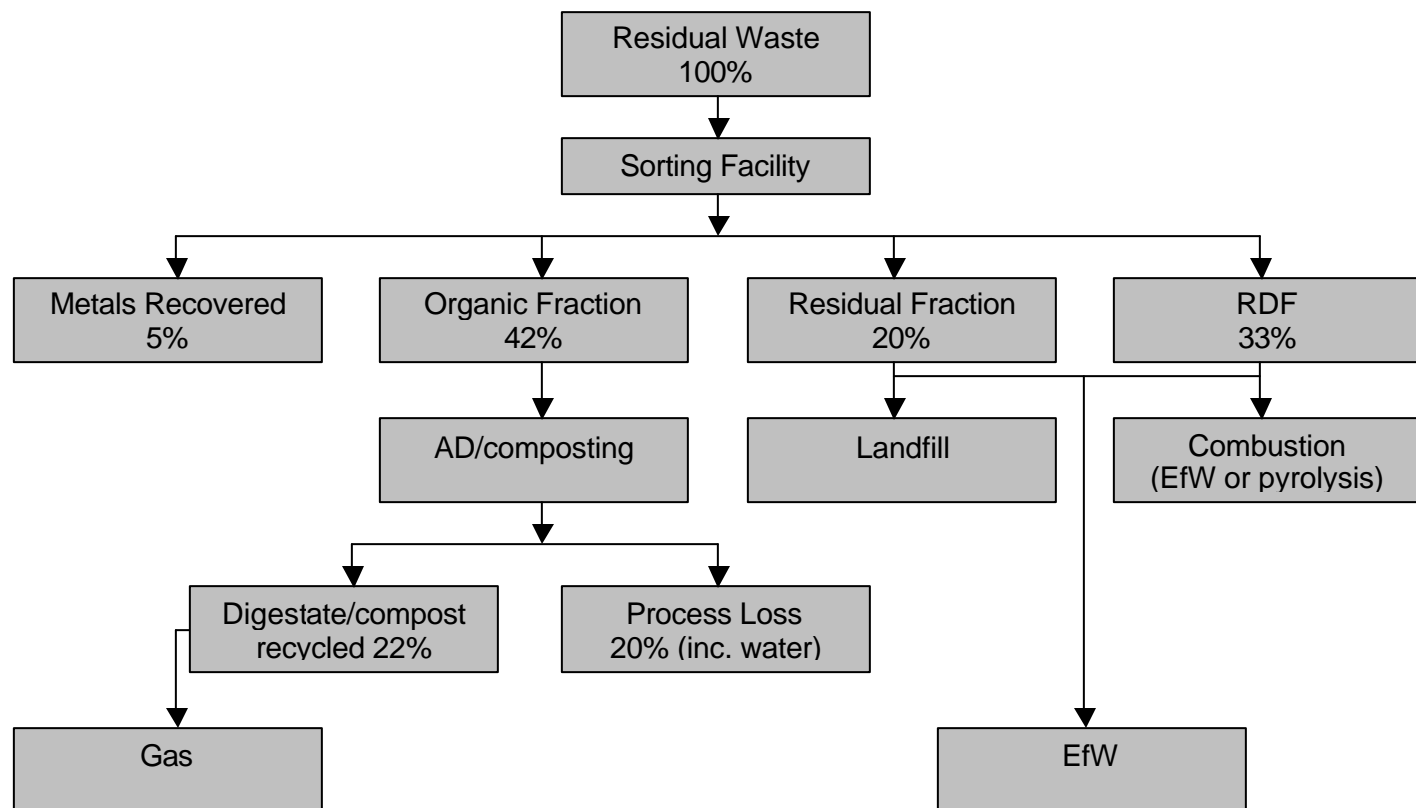 Residual Waste
100%
Sorting Facility
Metals Recovered
5%
Organic Fraction
42%
Residual Fraction
20%
RDF
33%
AD/composting
Landfill
Combustion
(EfW or pyrolysis)
Digestate/compost
recycled 22%
Process Loss
20% (inc. water)
Gas
EfW